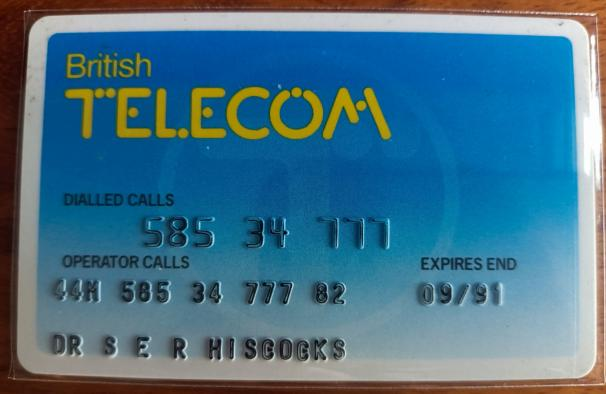 British
TELECOM
DIALLED CALLS
585 34 777
OPERATOR CALLS
EXPIRES END
44M 585 34 777 82
09/91
DR S E R HISGOGKS